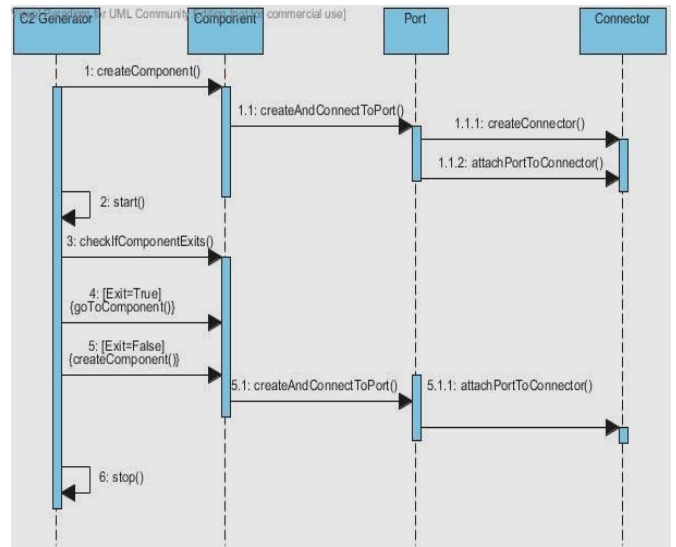 for UML Community
for commercial use]
C2 Generator
Component
Port
Connector
1: createComponent()
1.1: createAndConnectToPort()
1.1.1: createConnector()
1.1.2: attachPortToConnector()
2: start()
3: checkIfComponentExits()
4: [Exit=True]
{goToComponent()}
5: [Exit=False]
{createComponent()}
5.1: createAndConnectToPort()
5.1.1: attachPortToConnector()
6: stop()